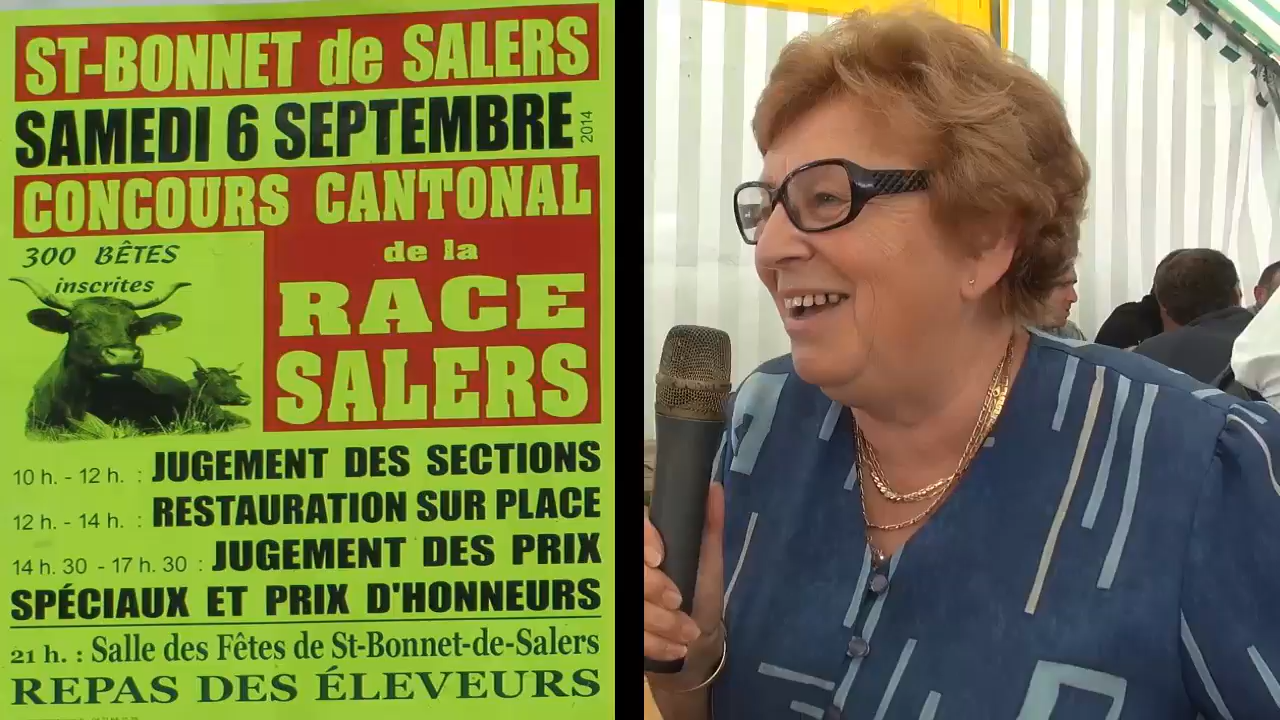 ST-BONNET de SALERS
SAMEDI 6 SEPTEMBRE 2014
CONCOURS CANTONAL
300 BÊTES
inscrites
de la
RACE
SALERS
10 h. - 12 h. : JUGEMENT DES SECTIONS
12 h. - 14 h. : RESTAURATION SUR PLACE
14 h. 30 - 17 h. 30 : JUGEMENT DES PRIX
SPÉCIAUX ET PRIX D'HONNEURS
21 h. : Salle des Fêtes de St-Bonnet-de-Salers
REPAS DES ÉLEVEURS